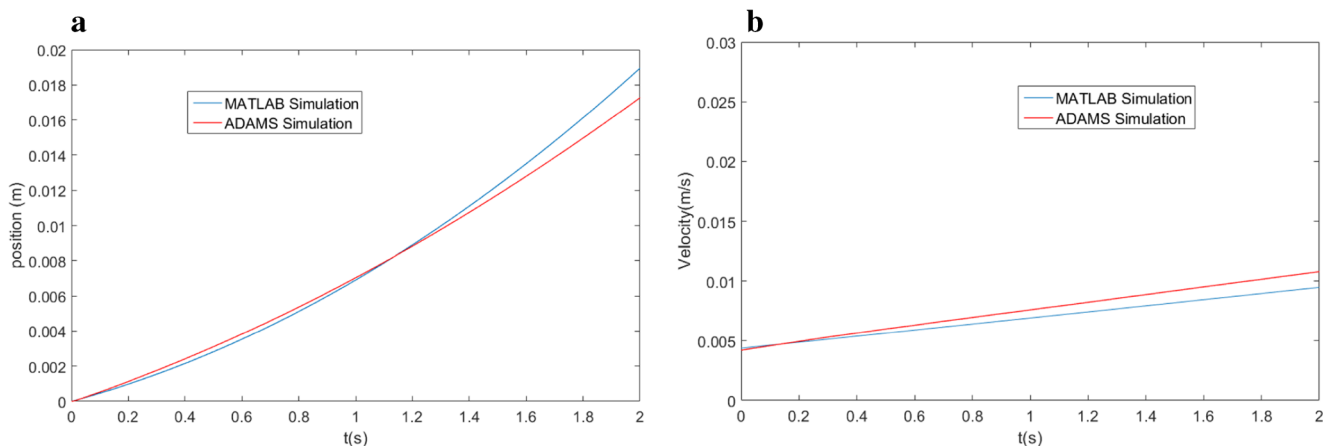 a
0.02
0.018
0.016
0.014
0.012
0.01
0.008
0.006
0.004
0.002
0
position (m)
MATLAB Simulation
ADAMS Simulation
0 0.2 0.4 0.6 0.8 1 1.2 1.4 1.6 1.8 2
t(s)
b
0.03
0.025
0.02
0.015
0.01
0.005
0
Velocity(m/s)
MATLAB Simulation
ADAMS Simulation
0 0.2 0.4 0.6 0.8 1 1.2 1.4 1.6 1.8 2
t(s)